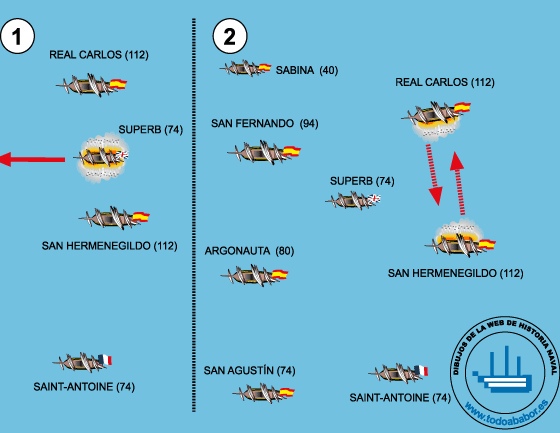 1
REAL CARLOS (112)
SUPERB (74)
SAN HERMENEGILDO (112)
SAINT-ANTOINE (74)
2
SABINA (40)
REAL CARLOS (112)
SAN FERNANDO (94)
SUPERB (74)
ARGONAUTA (80)
SAN HERMENEGILDO (112)
SAN AGUSTÍN (74)
SAINT-ANTOINE (74)
DIBUJOS DE LA WEB DE HISTORIA NAVAL
www.todoababor.es